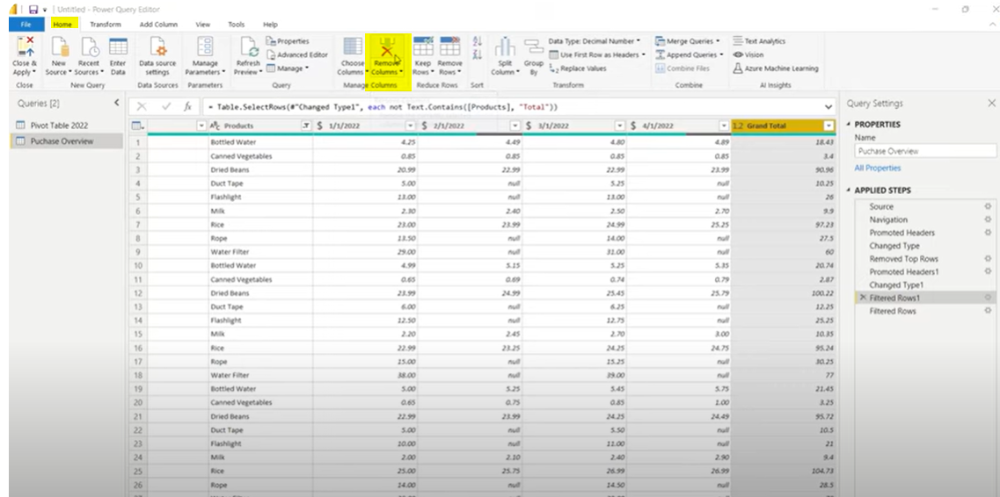 Untitled - Power Query Editor
File Home Transform Add Column View Tools Help
Close & Apply
New Source
Recent Sources
Enter Data
Data source settings
Manage Parameters
Refresh Preview
Properties
Advanced Editor
Manage
Choose Columns
Remove Columns
Keep Rows
Remove Rows
Split Column
Group By
Data Type: Decimal Number
Use First Row as Headers
Replace Values
Merge Queries
Append Queries
Combine Files
Text Analytics
Vision
Azure Machine Learning
Close New Query Data Sources Parameters Query Manage Columns Reduce Rows Sort Transform Combine AI Insights
Queries [2]
Pivot Table 2022
Puchase Overview
fx = Table.SelectRows(#"Changed Type1", each not Text.Contains([Products], "Total"))
ABC Products $ 1/1/2022 $ 2/1/2022 $ 3/1/2022 $ 4/1/2022 1.2 Grand Total
1 Bottled Water 4.25 4.49 4.80 4.89 18.43
2 Canned Vegetables 0.85 0.85 0.85 0.85 3.4
3 Dried Beans 20.99 22.99 22.99 23.99 90.96
4 Duct Tape 5.00 null 5.25 null 10.25
5 Flashlight 13.00 null 13.00 null 26
6 Milk 2.30 2.40 2.50 2.70 9.9
7 Rice 23.00 23.99 24.99 25.25 97.23
8 Rope 13.50 null 14.00 null 27.5
9 Water Filter 29.00 null 31.00 null 60
10 Bottled Water 4.99 5.15 5.25 5.35 20.74
11 Canned Vegetables 0.65 0.69 0.74 0.79 2.87
12 Dried Beans 23.99 24.99 25.45 25.79 100.22
13 Duct Tape 6.00 null 6.25 null 12.25
14 Flashlight 12.50 null 12.75 null 25.25
15 Milk 2.20 2.45 2.70 3.00 10.35
16 Rice 22.99 23.25 24.25 24.75 95.24
17 Rope 15.00 null 15.25 null 30.25
18 Water Filter 38.00 null 39.00 null 77
19 Bottled Water 5.00 5.25 5.45 5.75 21.45
20 Canned Vegetables 0.65 0.75 0.85 1.00 3.25
21 Dried Beans 22.99 23.99 24.25 24.49 95.72
22 Duct Tape 5.00 null 5.50 null 10.5
23 Flashlight 10.00 null 11.00 null 21
24 Milk 2.00 2.10 2.40 2.90 9.4
25 Rice 25.00 25.75 26.99 26.99 104.73
26 Rope 14.00 null 14.50 null 28.5
Query Settings
PROPERTIES
Name
Puchase Overview
All Properties
APPLIED STEPS
Source
Navigation
Promoted Headers
Changed Type
Removed Top Rows
Promoted Headers1
Changed Type1
Filtered Rows1
Filtered Rows